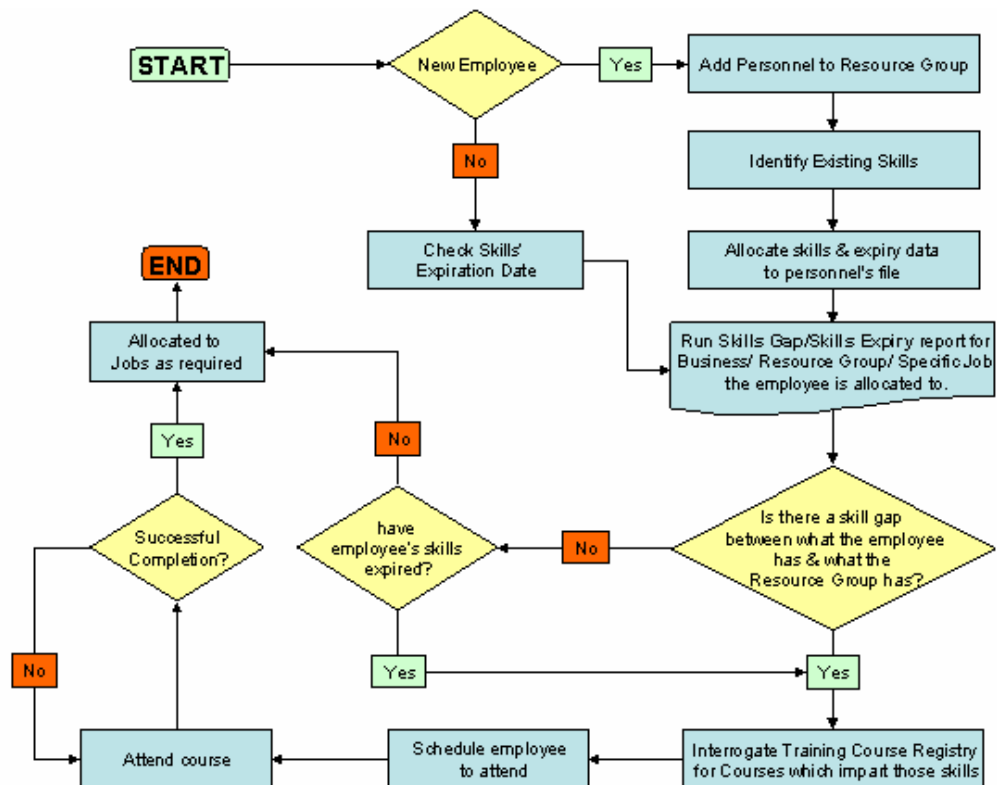 START
New Employee
Yes
Add Personnel to Resource Group
No
Identify Existing Skills
Check Skills'
Expiration Date
Allocate skills & expiry data
to personnel's file
END
Allocated to
Jobs as required
Run Skills Gap/Skills Expiry report for
Business/ Resource Group/ Specific Job
the employee is allocated to.
Yes
No
Successful
Completion?
have
employee's skills
expired?
No
Is there a skill gap
between what the employee
has & what the
Resource Group has?
No
Yes
Yes
Attend course
Schedule employee
to attend
Interrogate Training Course Registry
for Courses which impart those skills